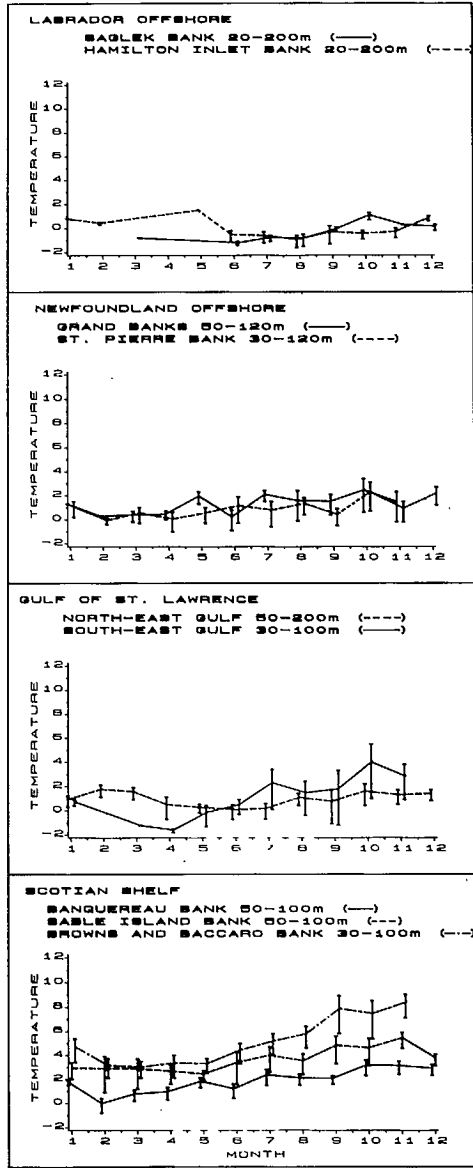 LABRADOR OFFSHORE
SAGLEK BANK 20-200m (——)
HAMILTON INLET BANK 20-200m (----)
TEMPERATURE
12
10
8
6
4
2
0
-2
1 2 3 4 5 6 7 8 9 10 11 12
NEWFOUNDLAND OFFSHORE
GRAND BANKS 50-120m (——)
ST. PIERRE BANK 30-120m (----)
TEMPERATURE
12
10
8
6
4
2
0
-2
1 2 3 4 5 6 7 8 9 10 11 12
GULF OF ST. LAWRENCE
NORTH-EAST GULF 50-200m (----)
SOUTH-EAST GULF 30-100m (——)
TEMPERATURE
12
10
8
6
4
2
0
-2
1 2 3 4 5 6 7 8 9 10 11 12
SCOTIAN SHELF
BANQUEREAU BANK 50-100m (——)
SABLE ISLAND BANK 50-100m (---)
BROWNS AND BACCARO BANK 30-100m (—·—)
TEMPERATURE
12
10
8
6
4
2
0
-2
1 2 3 4 5 6 7 8 9 10 11 12
MONTH